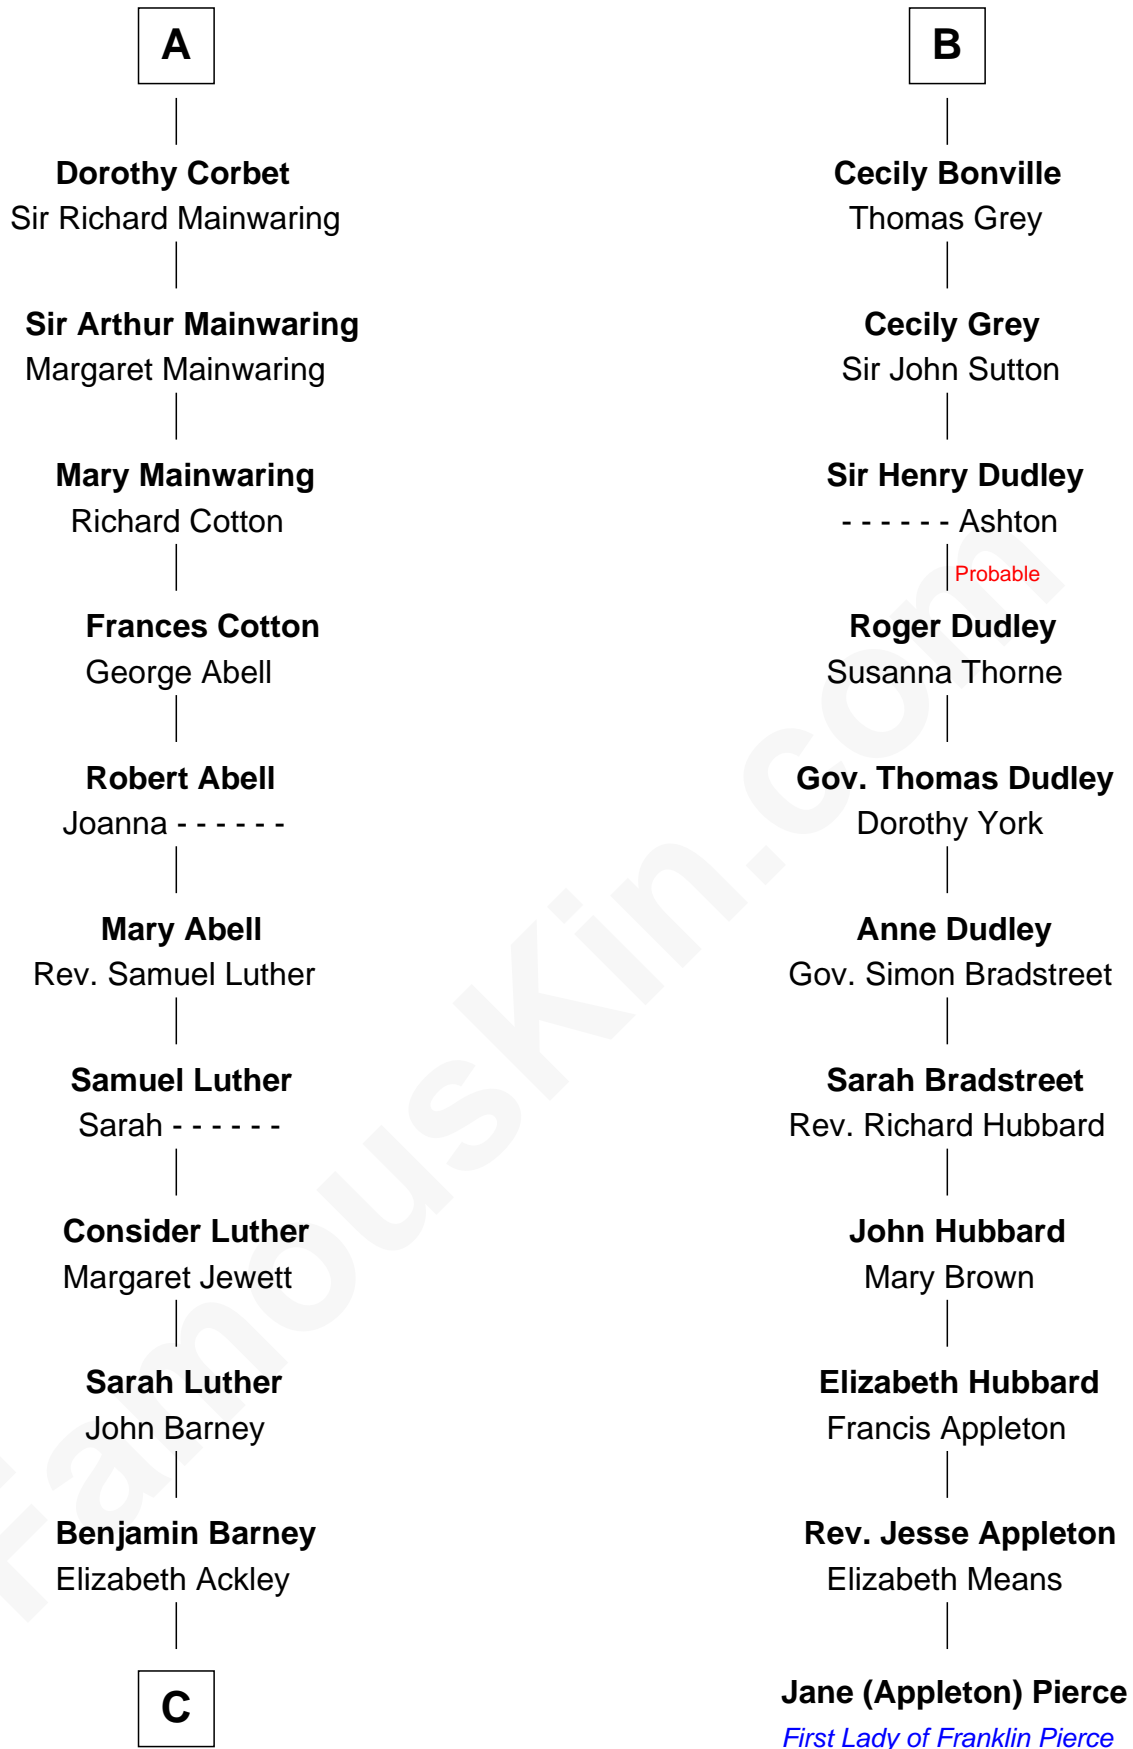 A
Dorothy Corbet
Sir Richard Mainwaring
Sir Arthur Mainwaring
Margaret Mainwaring
Mary Mainwaring
Richard Cotton
Frances Cotton
George Abell
Robert Abell
Joanna - - - - - -
Mary Abell
Rev. Samuel Luther
Samuel Luther
Sarah - - - - - -
Consider Luther
Margaret Jewett
Sarah Luther
John Barney
Benjamin Barney
Elizabeth Ackley
C
B
Cecily Bonville
Thomas Grey
Cecily Grey
Sir John Sutton
Sir Henry Dudley
- - - - - - Ashton
Probable
Roger Dudley
Susanna Thorne
Gov. Thomas Dudley
Dorothy York
Anne Dudley
Gov. Simon Bradstreet
Sarah Bradstreet
Rev. Richard Hubbard
John Hubbard
Mary Brown
Elizabeth Hubbard
Francis Appleton
Rev. Jesse Appleton
Elizabeth Means
Jane (Appleton) Pierce
First Lady of Franklin Pierce
FamousKin.com